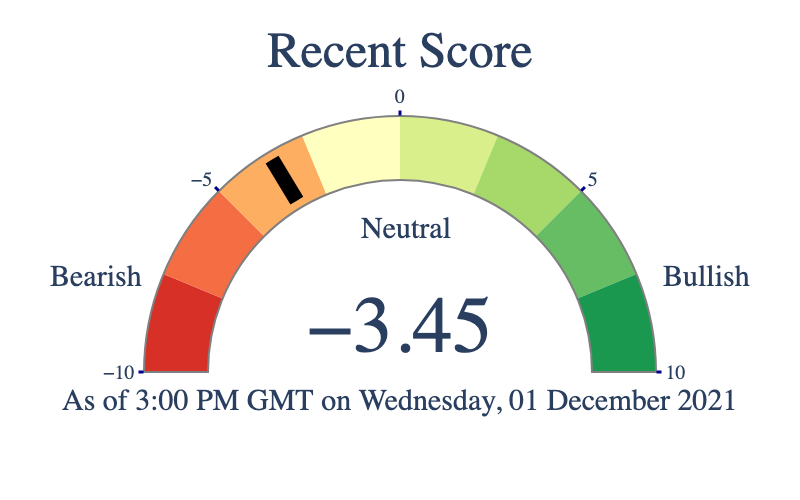 Recent Score
0
−5
5
Neutral
Bearish
Bullish
−3.45
−10
10
As of 3:00 PM GMT on Wednesday, 01 December 2021